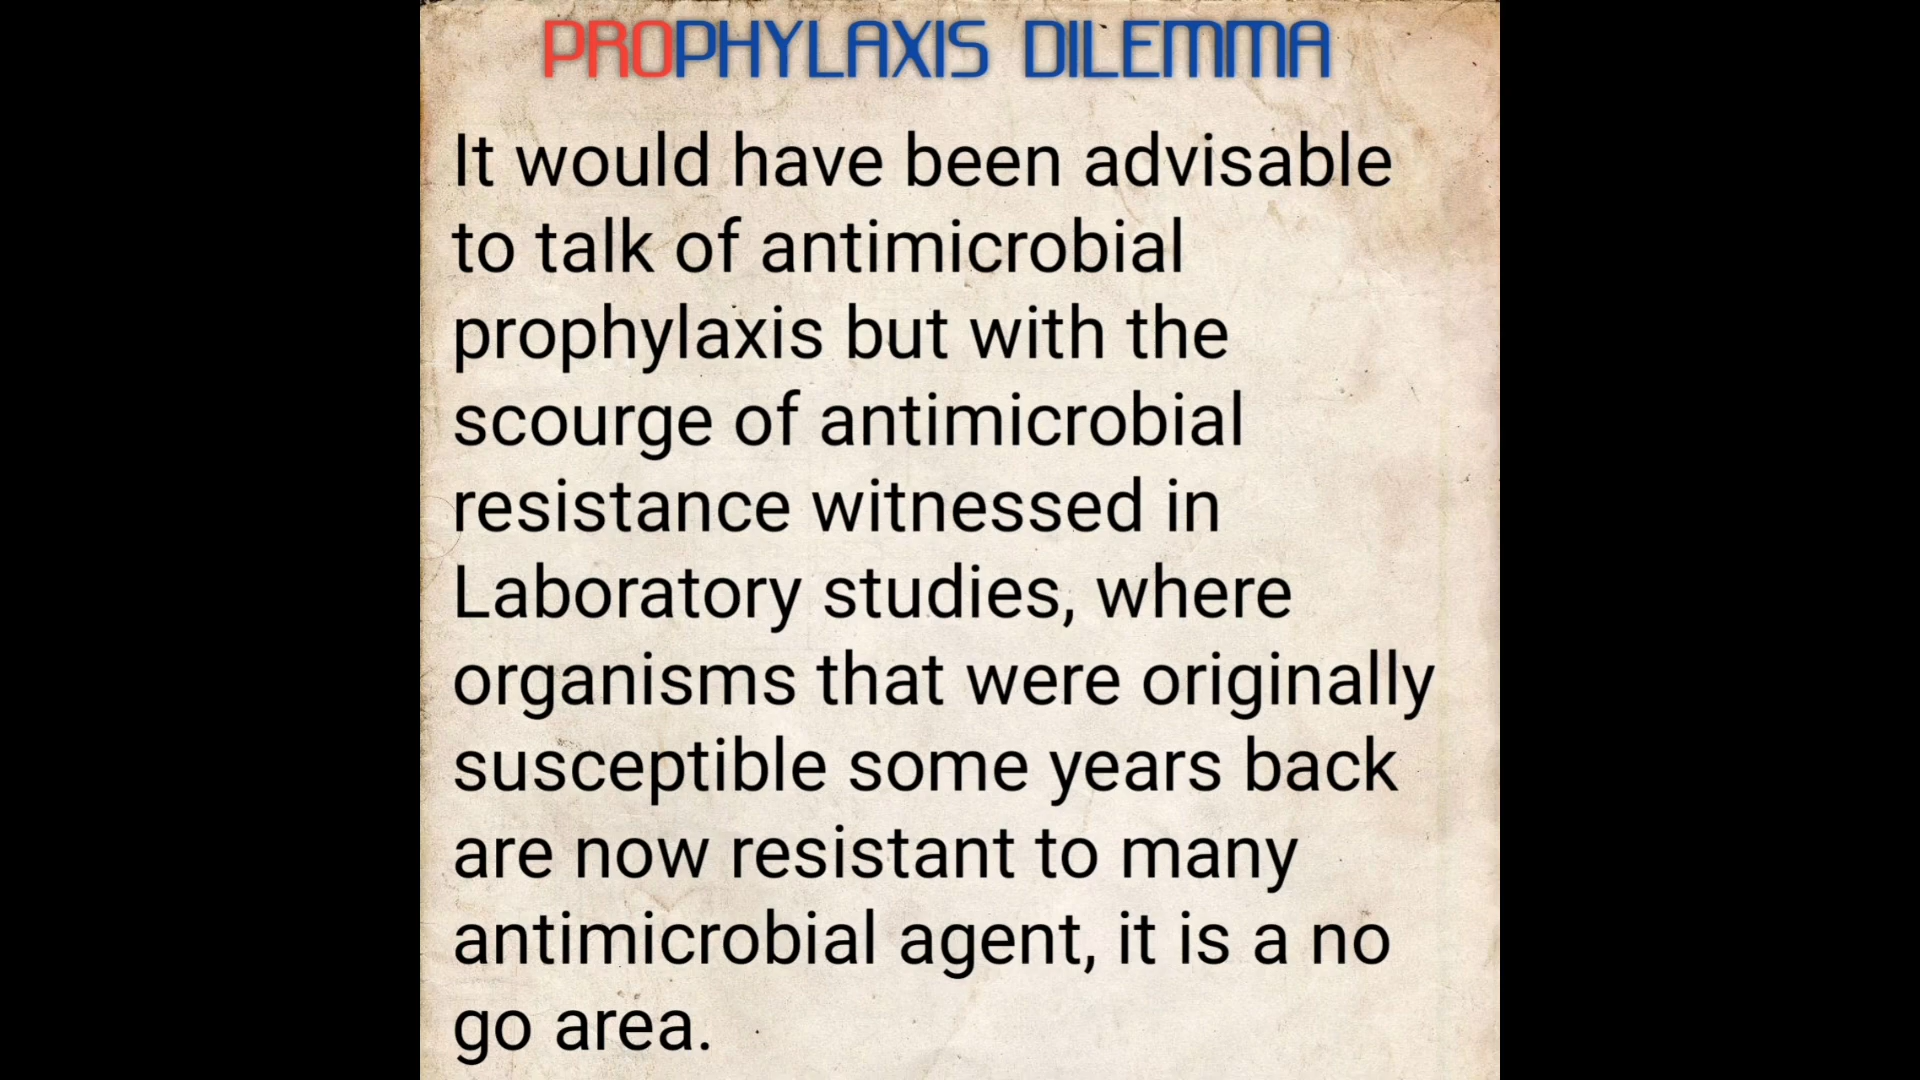 PROPHYLAXIS DILEMMA
It would have been advisable
to talk of antimicrobial
prophylaxis but with the
scourge of antimicrobial
resistance witnessed in
Laboratory studies, where
organisms that were originally
susceptible some years back
are now resistant to many
antimicrobial agent, it is a no
go area.